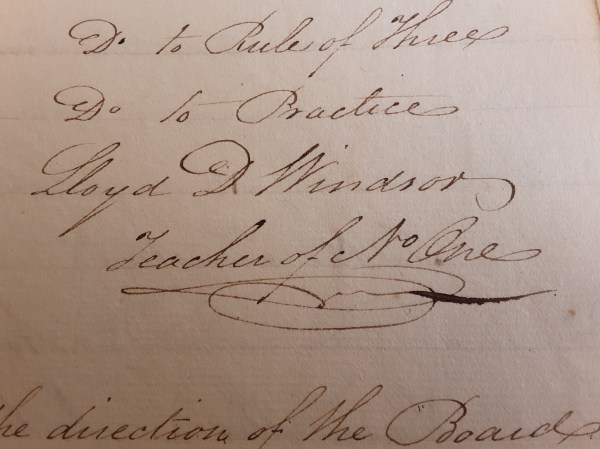 Do to Rule of Three
Do to Practice
Lloyd D Windsor
Teacher of No One
the direction of the Board